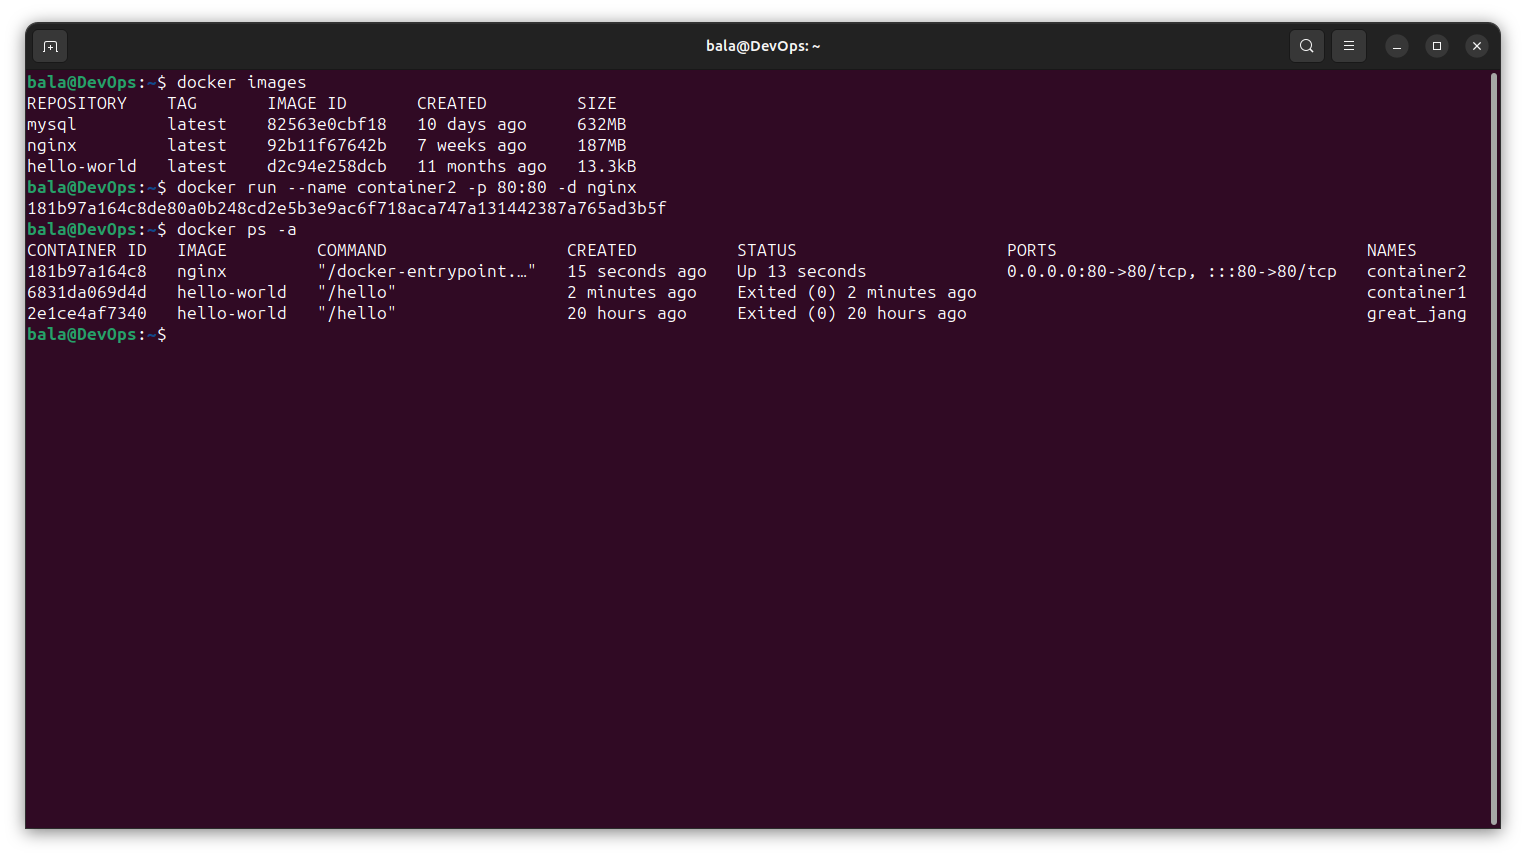 bala@DevOps: ~
bala@DevOps:~$ docker images
REPOSITORY    TAG       IMAGE ID       CREATED         SIZE
mysql         latest    82563e0cbf18   10 days ago     632MB
nginx         latest    92b11f67642b   7 weeks ago     187MB
hello-world   latest    d2c94e258dcb   11 months ago   13.3kB
bala@DevOps:~$ docker run --name container2 -p 80:80 -d nginx
181b97a164c8de80a0b248cd2e5b3e9ac6f718aca747a131442387a765ad3b5f
bala@DevOps:~$ docker ps -a
CONTAINER ID   IMAGE         COMMAND                  CREATED          STATUS                     PORTS                               NAMES
181b97a164c8   nginx         "/docker-entrypoint.…"   15 seconds ago   Up 13 seconds              0.0.0.0:80->80/tcp, :::80->80/tcp   container2
6831da069d4d   hello-world   "/hello"                 2 minutes ago    Exited (0) 2 minutes ago                                       container1
2e1ce4af7340   hello-world   "/hello"                 20 hours ago     Exited (0) 20 hours ago                                        great_jang
bala@DevOps:~$